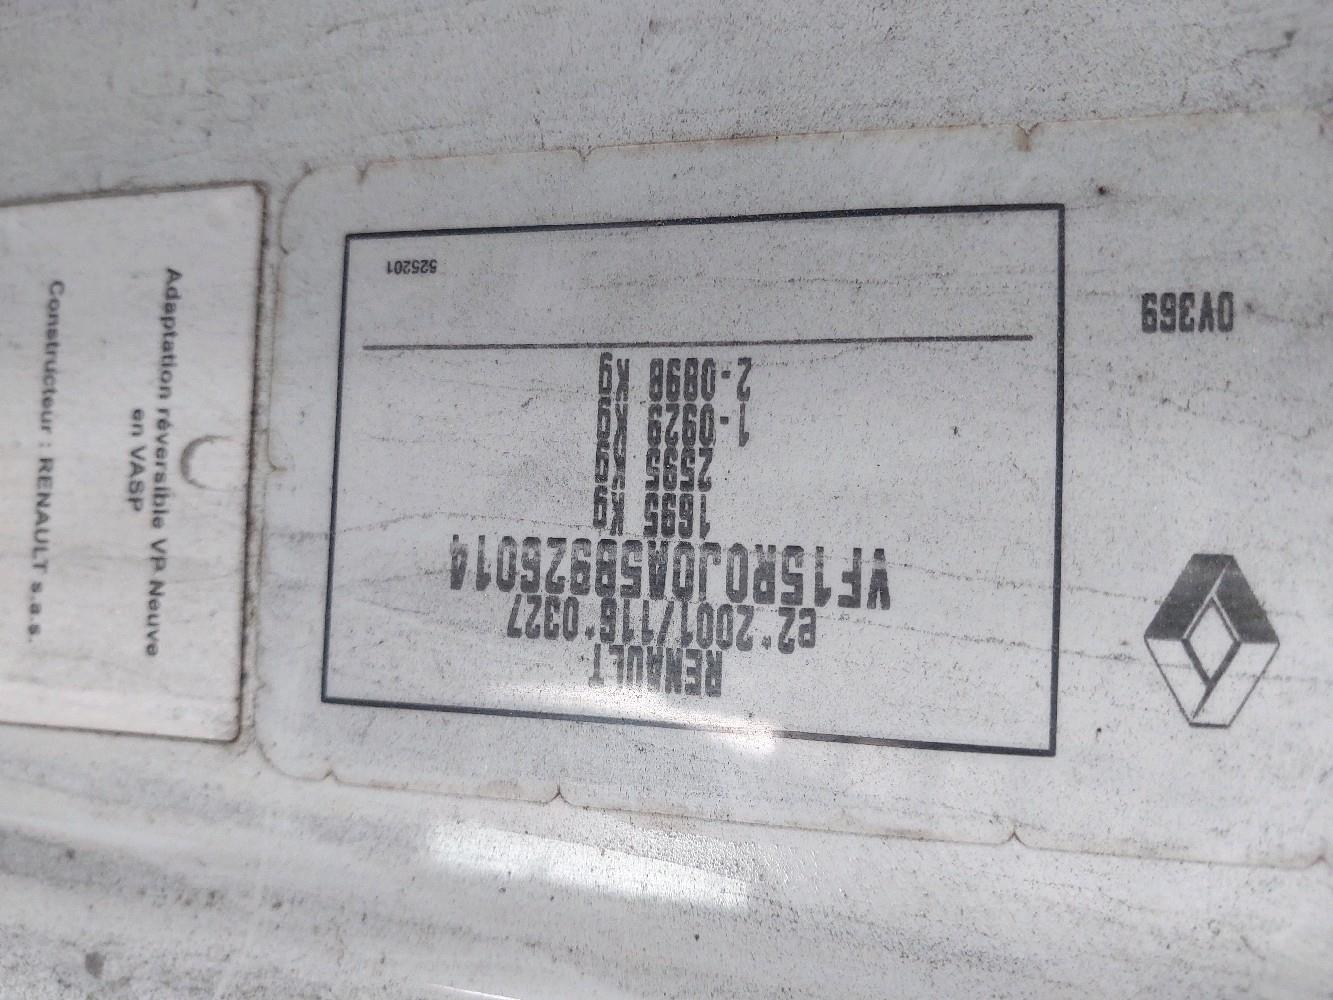 RENAULT
e2*2001/116*0327
VF15R0J0A58926014
1695 Kg
2595 Kg
1-0929 Kg
2-0898 Kg
525201
0V369
Adaptation réversible VP Neuve
en VASP
Constructeur : RENAULT s.a.s.